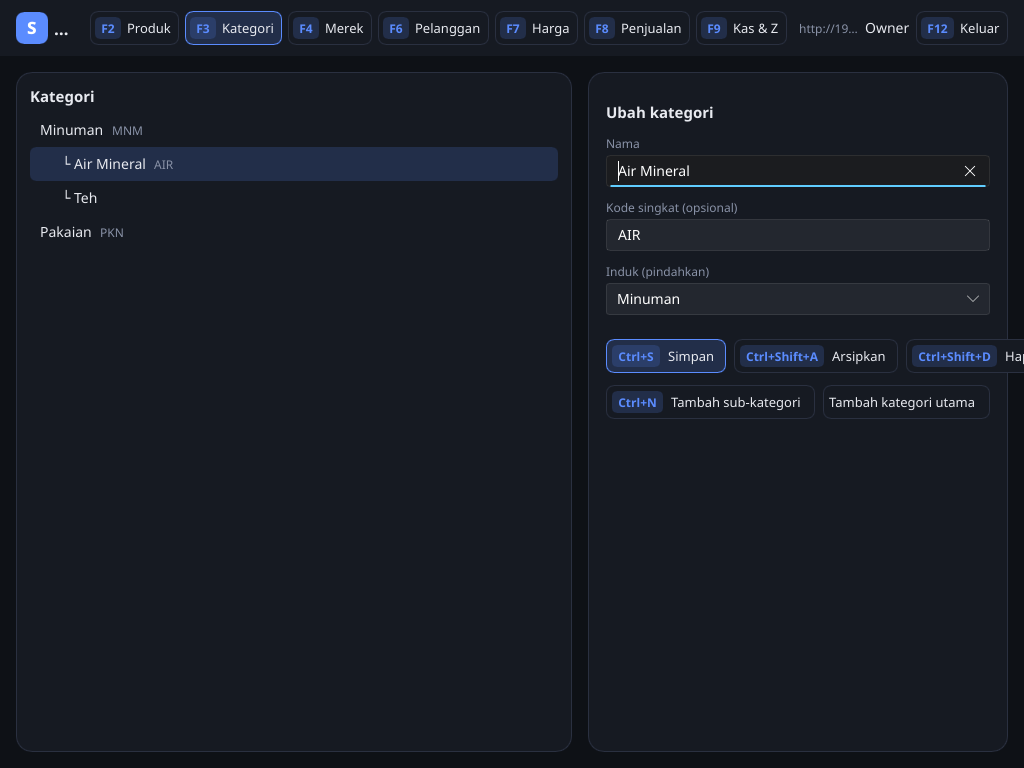 S ... F2 Produk F3 Kategori F4 Merek F6 Pelanggan F7 Harga F8 Penjualan F9 Kas & Z http://19... Owner F12 Keluar
Kategori
Minuman MNM
└ Air Mineral AIR
└ Teh
Pakaian PKN
Ubah kategori
Nama
Air Mineral
Kode singkat (opsional)
AIR
Induk (pindahkan)
Minuman
Ctrl+S Simpan Ctrl+Shift+A Arsipkan Ctrl+Shift+D
Ctrl+N Tambah sub-kategori Tambah kategori utama